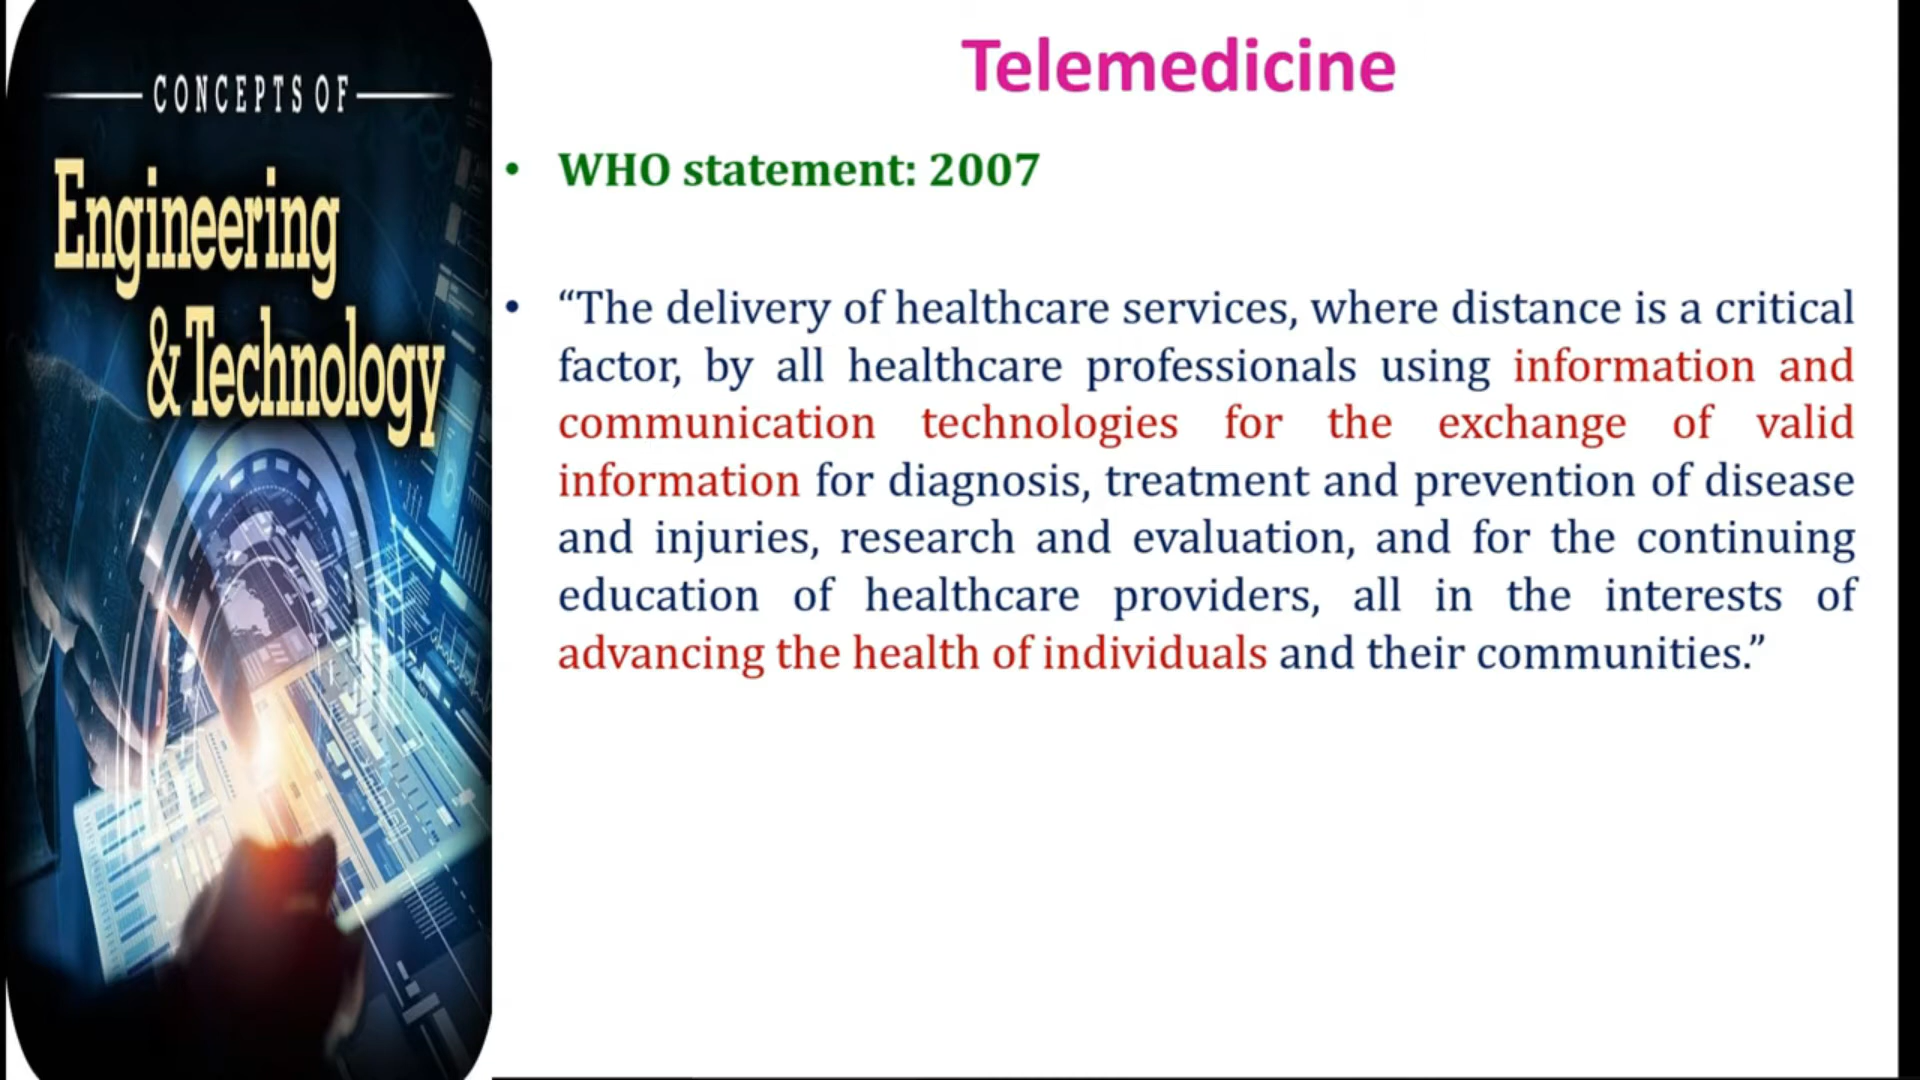 CONCEPTS OF
Engineering
& Technology
Telemedicine
• WHO statement: 2007
• “The delivery of healthcare services, where distance is a critical
factor, by all healthcare professionals using information and
communication technologies for the exchange of valid
information for diagnosis, treatment and prevention of disease
and injuries, research and evaluation, and for the continuing
education of healthcare providers, all in the interests of
advancing the health of individuals and their communities.”